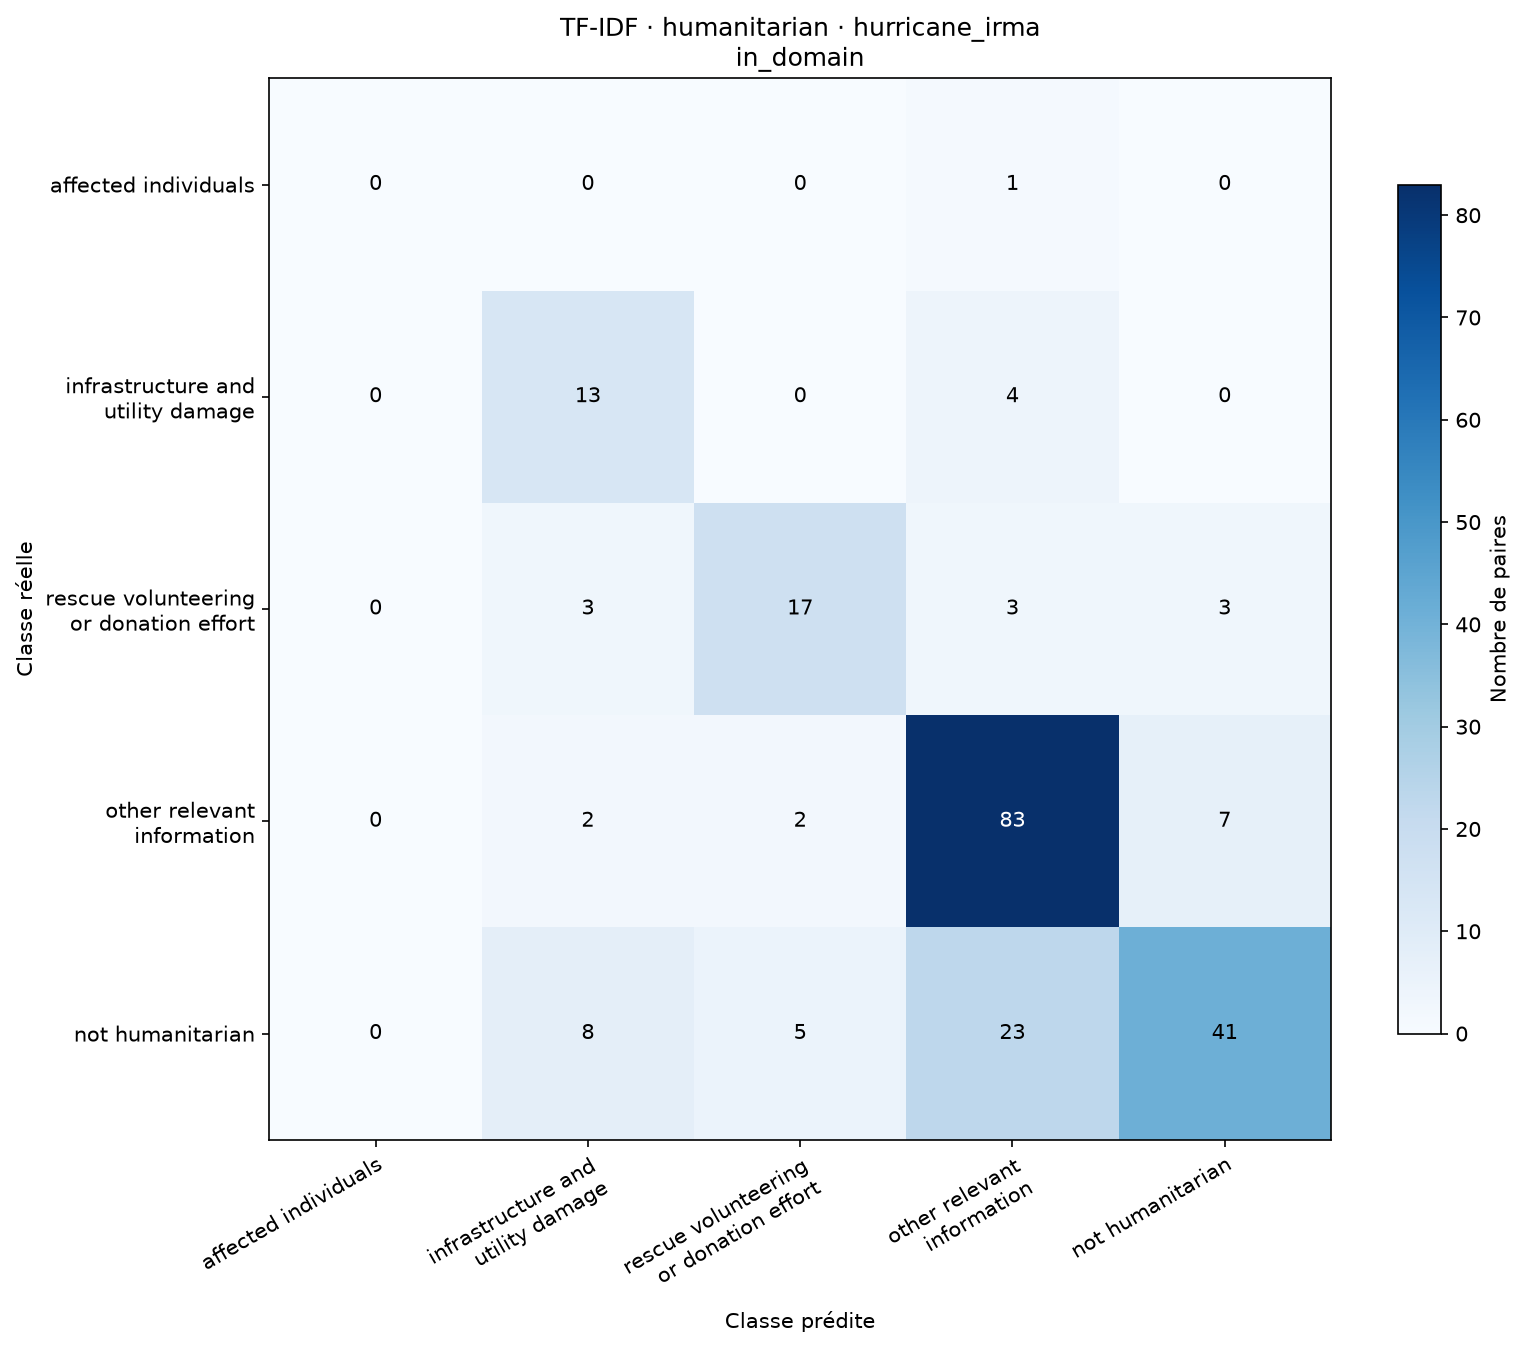 TF-IDF · humanitarian · hurricane_irma
in_domain
affected individuals
0 0 0 1 0
infrastructure and
utility damage
0 13 0 4 0
rescue volunteering
or donation effort
0 3 17 3 3
other relevant
information
0 2 2 83 7
not humanitarian
0 8 5 23 41
Classe réelle
affected individuals
infrastructure and
utility damage
rescue volunteering
or donation effort
other relevant
information
not humanitarian
Classe prédite
80
70
60
50
40
30
20
10
0
Nombre de paires